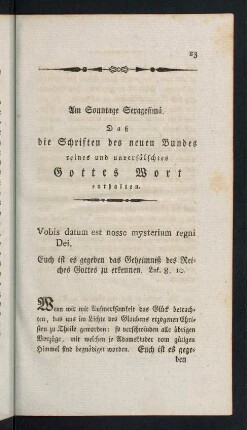 23
Am Sonntage Sexagesimä.
Daß
die Schriften des neuen Bundes
reines und unverfälschtes
Gottes Wort
enthalten.
Vobis datum est nosse mysterium regni
Dei.
Euch ist es gegeben das Geheimnuß des Rei-
ches Gottes zu erkennen. Luk. 8. 10.
Wenn wir mit Aufmerksamkeit das Glück betrach-
ten, das uns im Lichte des Glaubens erzogenen Chri-
sten zu Theile geworden: so verschwinden alle übrigen
Vorzüge, mit welchen je Adamskinder vom gütigen
Himmel sind begnadiget worden. Euch ist es gege-
ben